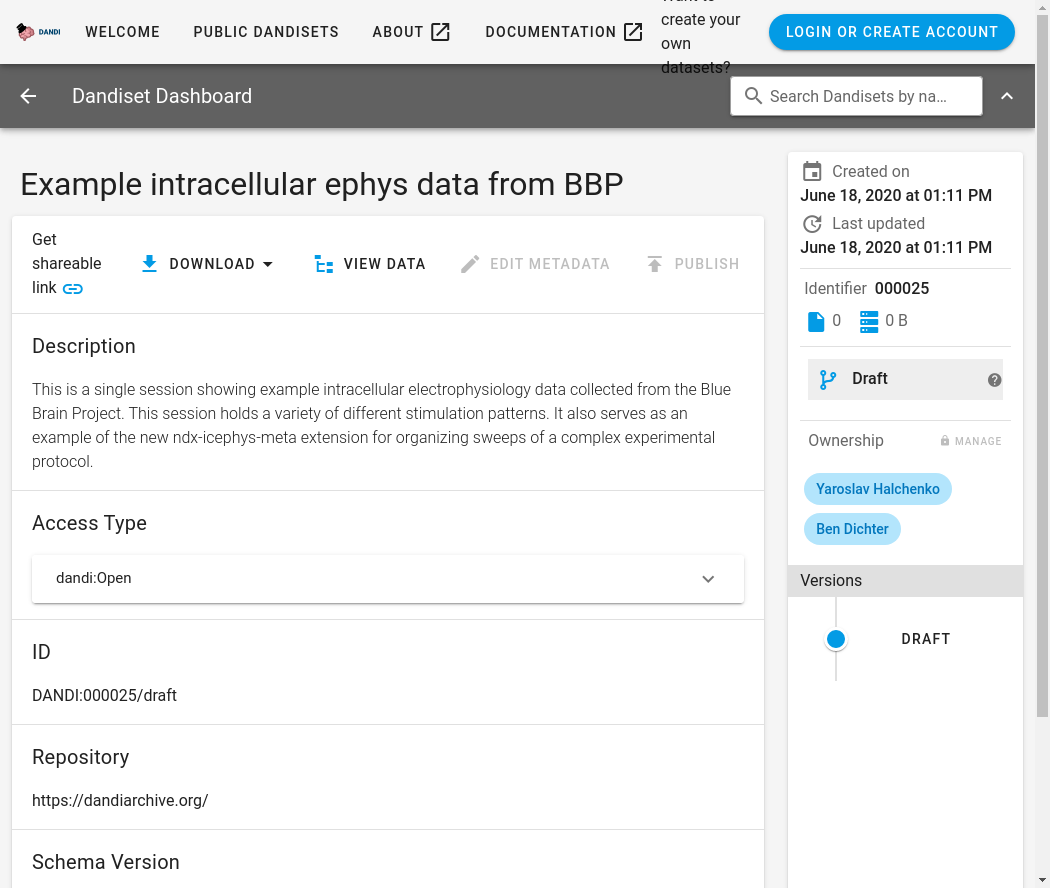 DANDI
WELCOME
PUBLIC DANDISETS
ABOUT
DOCUMENTATION
create your
own
datasets?
LOGIN OR CREATE ACCOUNT
Dandiset Dashboard
Search Dandisets by na…
Example intracellular ephys data from BBP
Get
shareable
link
DOWNLOAD
VIEW DATA
EDIT METADATA
PUBLISH
Description
This is a single session showing example intracellular electrophysiology data collected from the Blue
Brain Project. This session holds a variety of different stimulation patterns. It also serves as an
example of the new ndx-icephys-meta extension for organizing sweeps of a complex experimental
protocol.
Access Type
dandi:Open
ID
DANDI:000025/draft
Repository
https://dandiarchive.org/
Schema Version
Created on
June 18, 2020 at 01:11 PM
Last updated
June 18, 2020 at 01:11 PM
Identifier 000025
0
0 B
Draft
Ownership
MANAGE
Yaroslav Halchenko
Ben Dichter
Versions
DRAFT